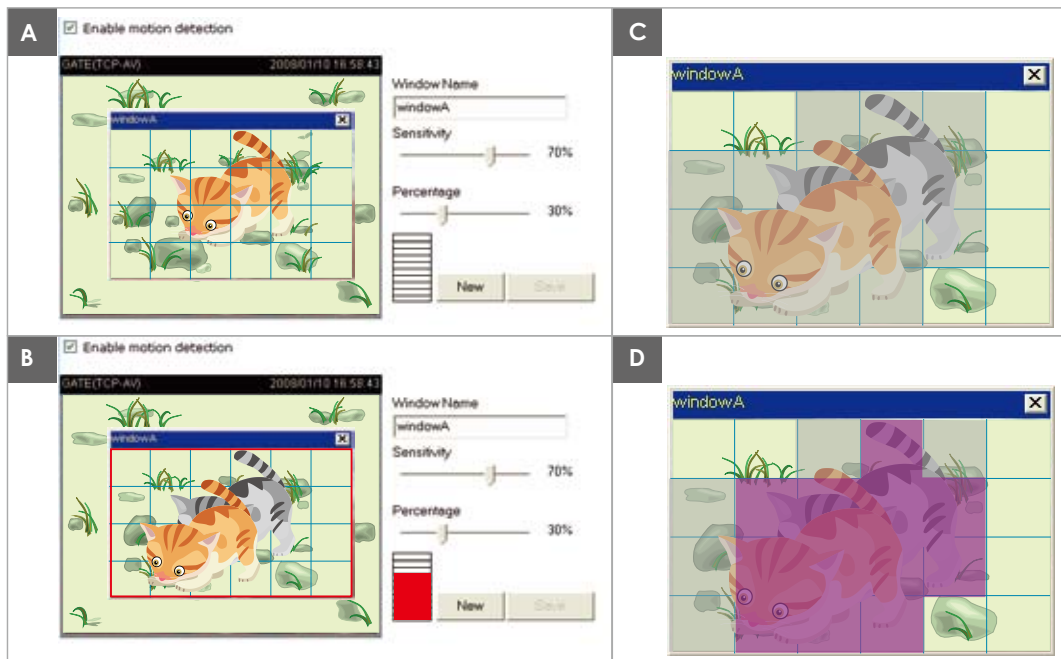 A
Enable motion detection
GATE(TCP-AV) 2008/01/10 16:58:43
windowA
Window Name
windowA
Sensitivity
70%
Percentage
30%
New Save
C
windowA
B
Enable motion detection
GATE(TCP-AV) 2008/01/10 16:58:43
windowA
Window Name
windowA
Sensitivity
70%
Percentage
30%
New Save
D
windowA